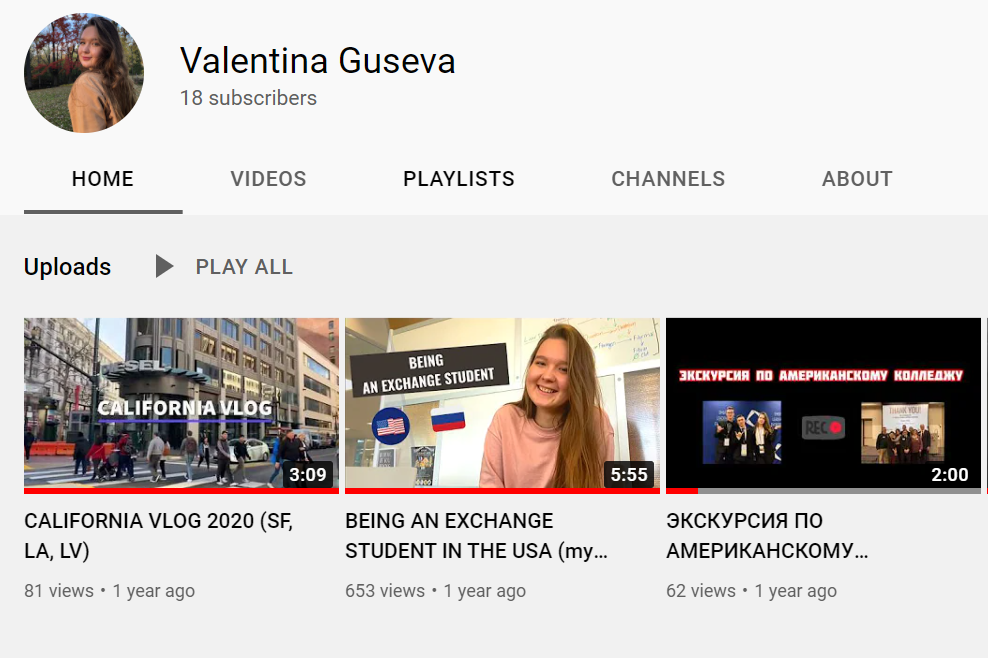 Valentina Guseva
18 subscribers
HOME VIDEOS PLAYLISTS CHANNELS ABOUT
Uploads PLAY ALL
CALIFORNIA VLOG
3:09
BEING
AN EXCHANGE STUDENT
5:55
ЭКСКУРСИЯ ПО АМЕРИКАНСКОМУ КОЛЛЕДЖУ
REC
THANK YOU!
2:00
CALIFORNIA VLOG 2020 (SF,
LA, LV)
81 views • 1 year ago
BEING AN EXCHANGE
STUDENT IN THE USA (my...
653 views • 1 year ago
ЭКСКУРСИЯ ПО
АМЕРИКАНСКОМУ...
62 views • 1 year ago